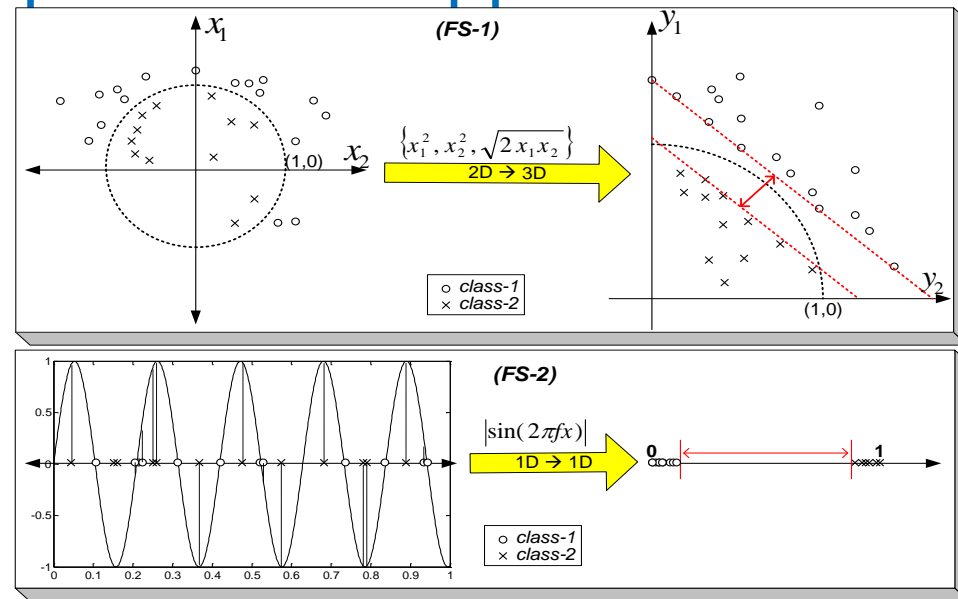 (FS-1)
x₁
x₂
(1,0)
{x₁², x₂², √2 x₁x₂}
2D → 3D
y₁
y₂
(1,0)
○ class-1
× class-2
(FS-2)
1
0.5
0
-0.5
-1
0 0.1 0.2 0.3 0.4 0.5 0.6 0.7 0.8 0.9 1
|sin( 2πfx)|
1D → 1D
0 1
○ class-1
× class-2